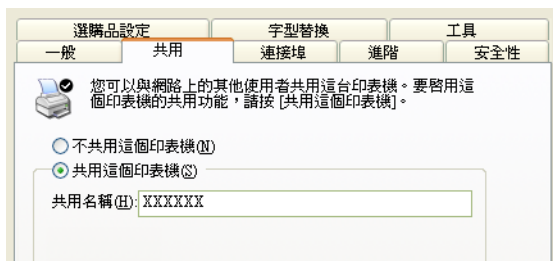 選購品設定 字型替換 工具
一般 共用 連接埠 進階 安全性
您可以與網路上的其他使用者共用這台印表機。要啓用這
個印表機的共用功能，請按 [共用這個印表機]。
不共用這個印表機(N)
共用這個印表機(S)
共用名稱(H): XXXXXX